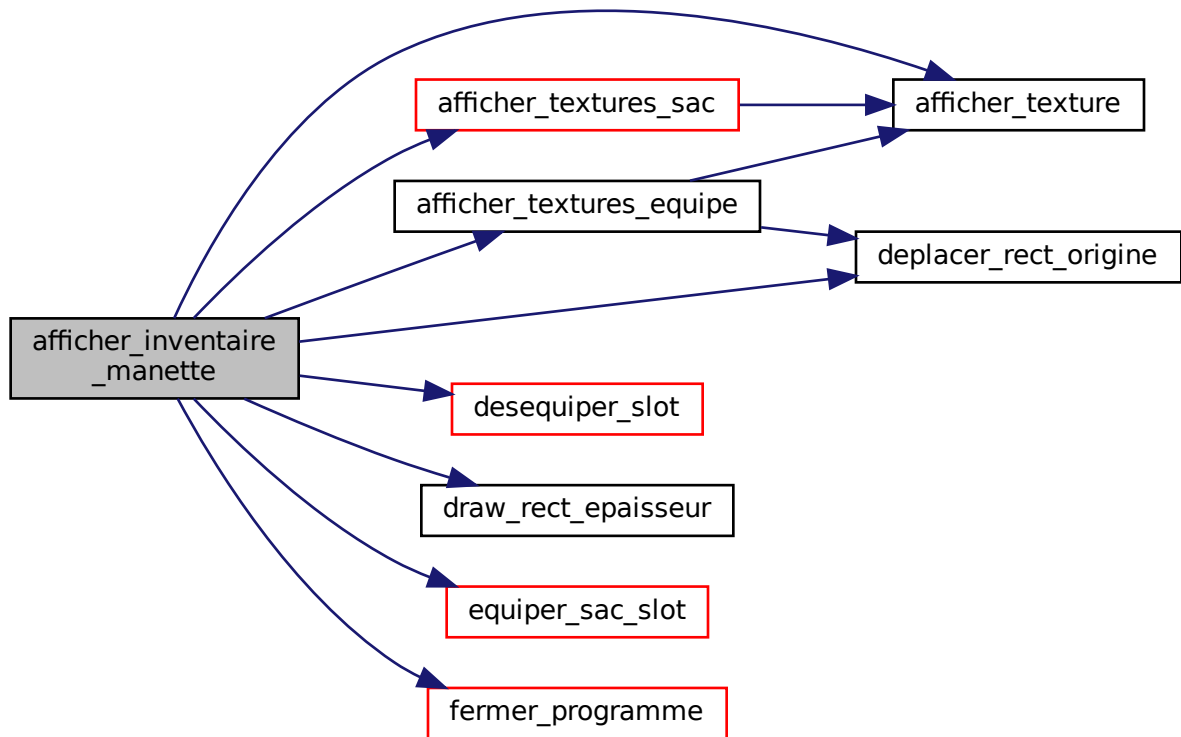 afficher_textures_sac
afficher_texture
afficher_textures_equipe
deplacer_rect_origine
afficher_inventaire
_manette
desequiper_slot
draw_rect_epaisseur
equiper_sac_slot
fermer_programme